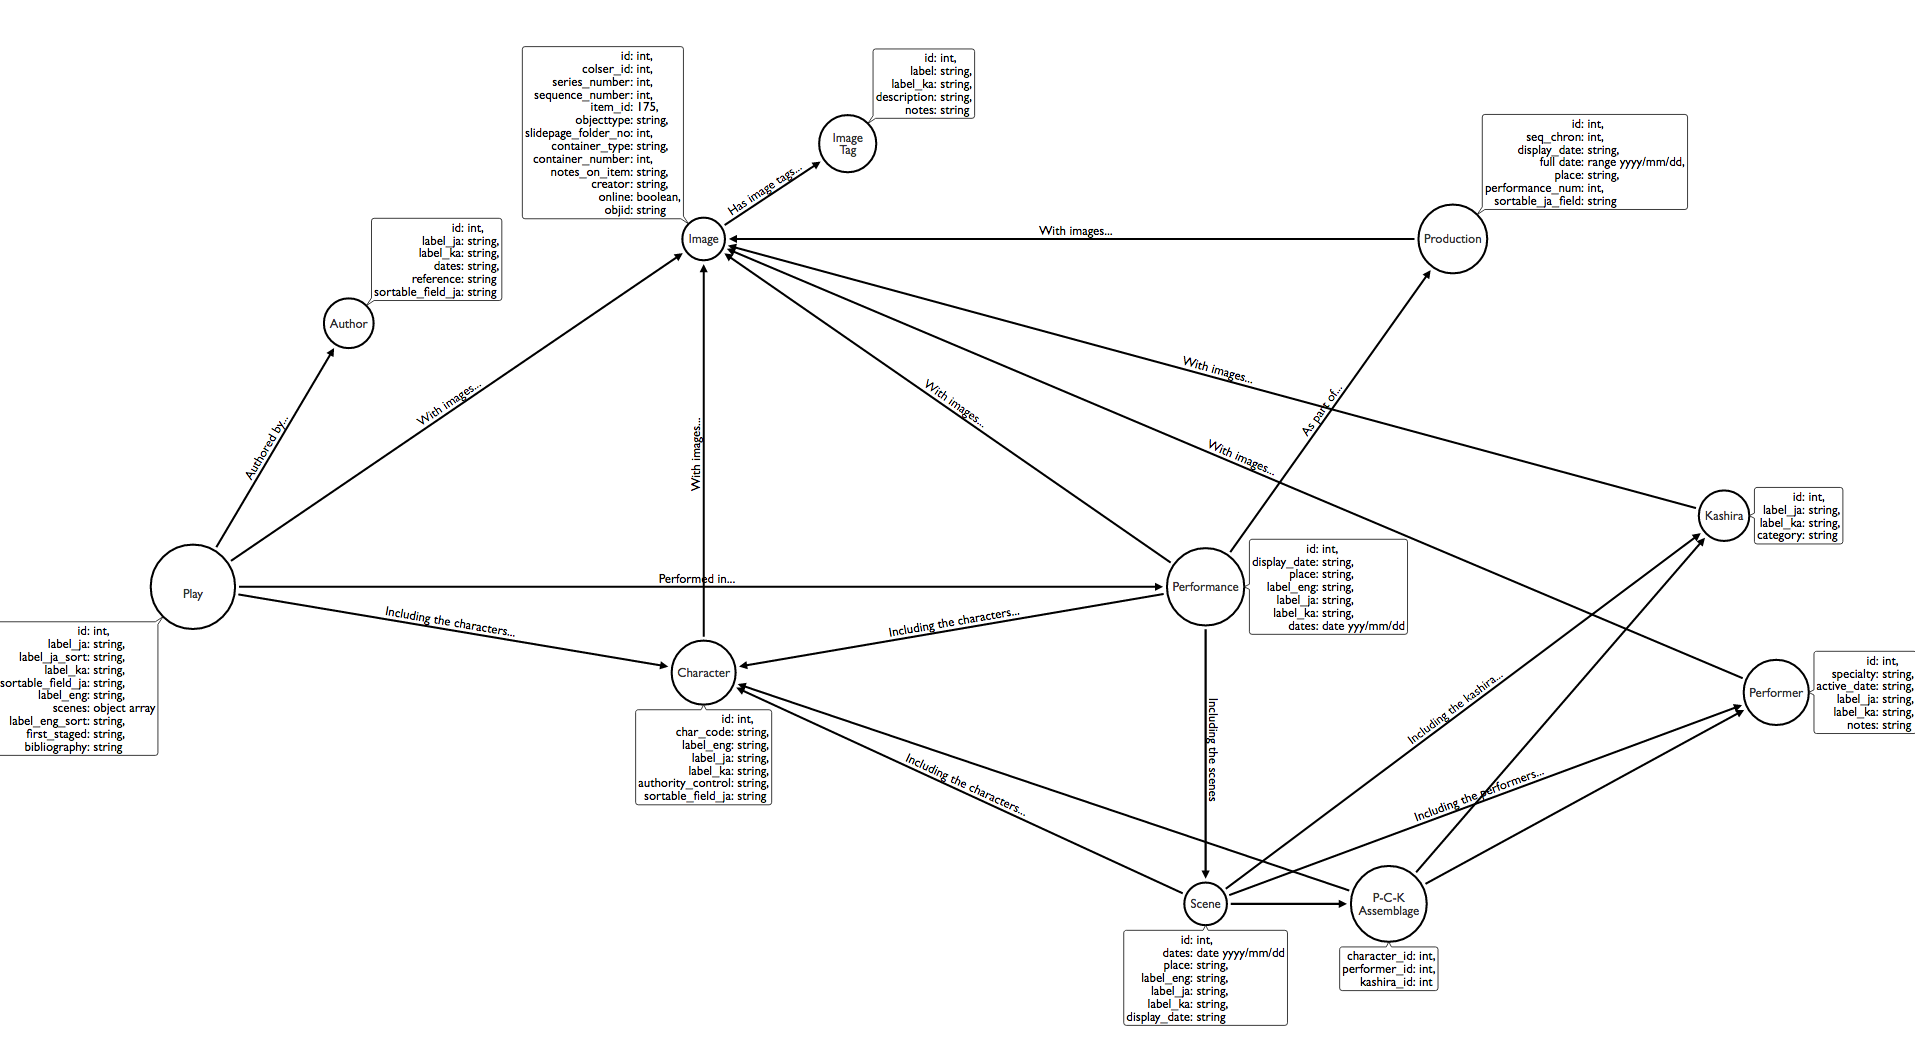 id: int,
colser_id: int,
series_number: int,
sequence_number: int,
item_id: 175,
objecttype: string,
slidepage_folder_no: int,
container_type: string,
container_number: int,
notes_on_item: string,
creator: string,
online: boolean,
objid: string
id: int,
label: string,
label_ka: string,
description: string,
notes: string
Image
Tag
Has image tags...
id: int,
seq_chron: int,
display_date: string,
full date: range yyyy/mm/dd,
place: string,
performance_num: int,
sortable_ja_field: string
Image
With images...
Production
id: int,
label_ja: string,
label_ka: string,
dates: string,
reference: string
sortable_field_ja: string
Author
Authored by...
With images...
With images...
With images...
With images...
With images...
As part of...
Kashira
id: int,
label_ja: string,
label_ka: string,
category: string
Play
Performed in...
Performance
id: int,
display_date: string,
place: string,
label_eng: string,
label_ja: string,
label_ka: string,
dates: date yyy/mm/dd
Including the characters...
Including the characters...
id: int,
label_ja: string,
label_ja_sort: string,
label_ka: string,
sortable_field_ja: string,
label_eng: string,
scenes: object array
label_eng_sort: string,
first_staged: string,
bibliography: string
Character
id: int,
char_code: string,
label_eng: string,
label_ja: string,
label_ka: string,
authority_control: string,
sortable_field_ja: string
Including the characters...
Including the scenes
Including the kashira...
Including the performers...
Performer
id: int,
specialty: string,
active_date: string,
label_ja: string,
label_ka: string,
notes: string
Scene
id: int,
dates: date yyyy/mm/dd
place: string,
label_eng: string,
label_ja: string,
label_ka: string,
display_date: string
P-C-K
Assemblage
character_id: int,
performer_id: int,
kashira_id: int